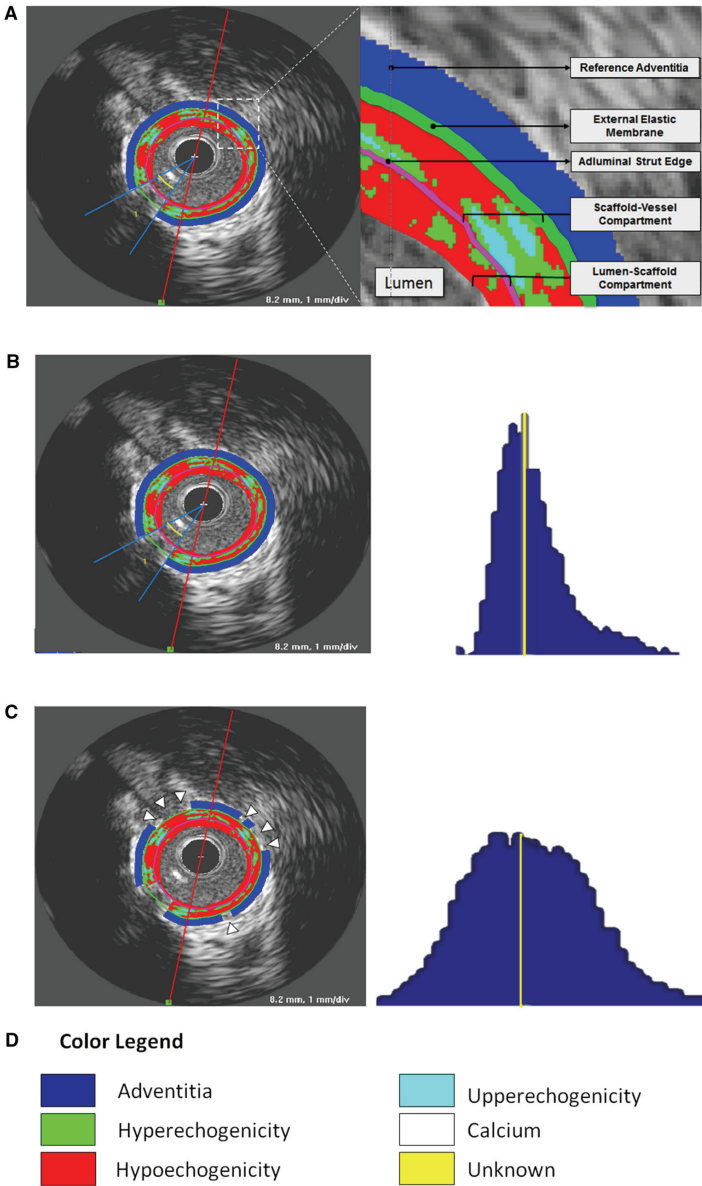 A
Reference Adventitia
External Elastic
Membrane
Adluminal Strut Edge
Scaffold-Vessel
Compartment
Lumen-Scaffold
Compartment
Lumen
1
8.2 mm, 1 mm/div
B
1
8.2 mm, 1 mm/div
C
8.2 mm, 1 mm/div
D
Color Legend
Adventitia
Upperechogenicity
Hyperechogenicity
Calcium
Hypoechogenicity
Unknown